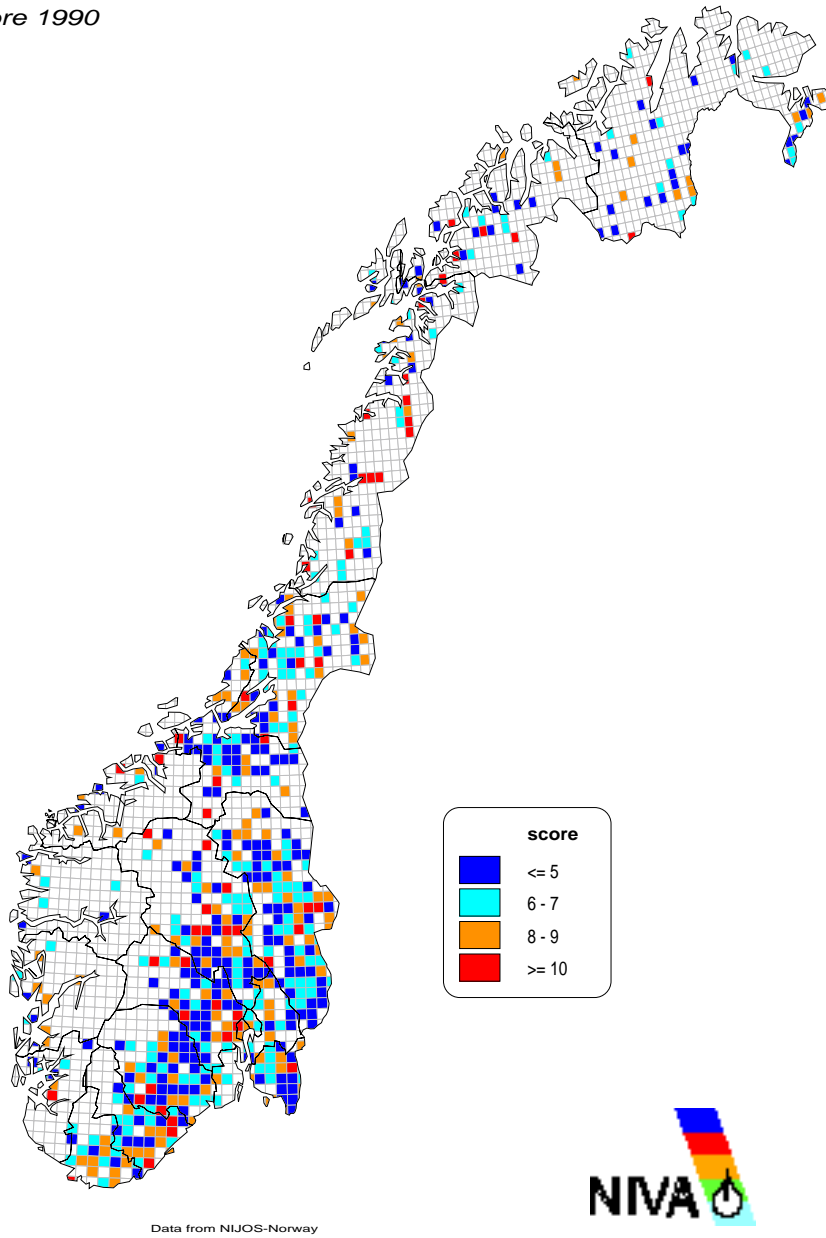 ore 1990
score
<= 5
6 - 7
8 - 9
>= 10
NIVA
Data from NIJOS-Norway